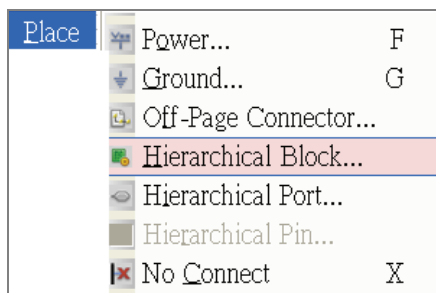 Place
Power... F
Ground... G
Off-Page Connector...
Hierarchical Block...
Hierarchical Port...
Hierarchical Pin...
No Connect X